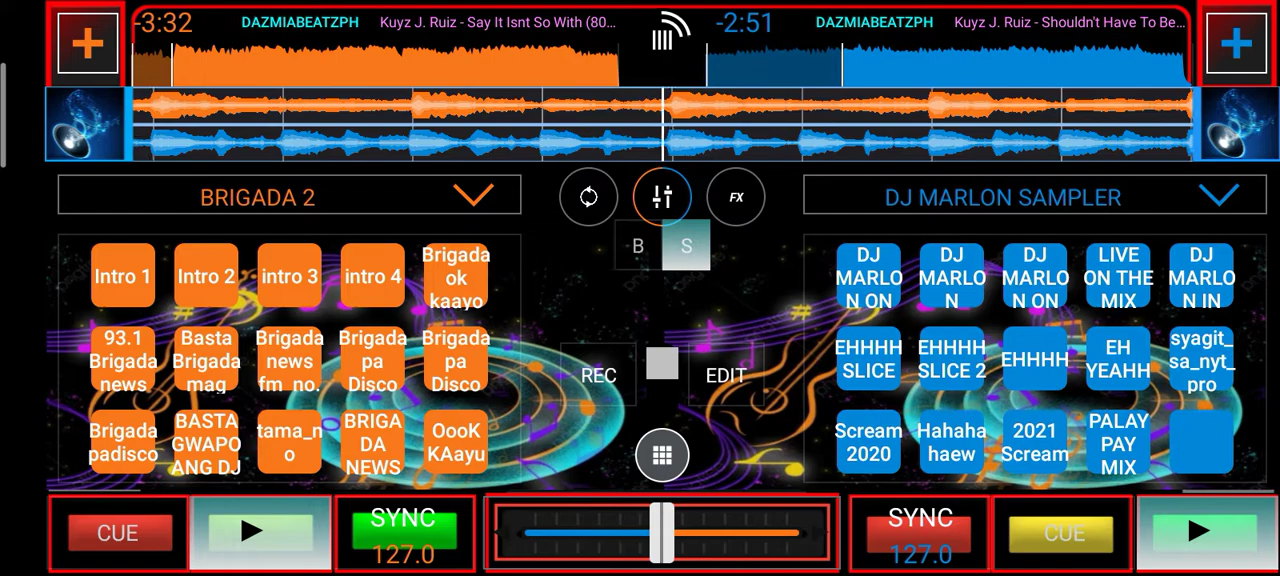 -3:32
DAZMIABEATZPH
Kuyz J. Ruiz - Say It Isnt So With (80...
-2:51
DAZMIABEATZPH
Kuyz J. Ruiz - Shouldn't Have To Be...
BRIGADA 2
FX
DJ MARLON SAMPLER
B
S
Intro 1
Intro 2
intro 3
intro 4
Brigada
ok
kaayo
93.1
Brigada
news
Basta
Brigada
mag
Brigada
news
fm_no.
Brigada
pa
Disco
Brigada
pa
Disco
Brigada
padisco
BASTA
GWAPO
ANG DJ
tama_n
o
BRIGA
DA
NEWS
OooK
KAayu
REC
EDIT
DJ
MARLO
N ON
DJ
MARLO
N
DJ
MARLO
N ON
LIVE
ON THE
MIX
DJ
MARLO
N IN
EHHHH
SLICE
EHHHH
SLICE 2
EHHHH
EH
YEAHH
syagit_
sa_nyt_
pro
Scream
2020
Hahaha
haew
2021
Scream
PALAY
PAY
MIX
CUE
SYNC
127.0
SYNC
127.0
CUE